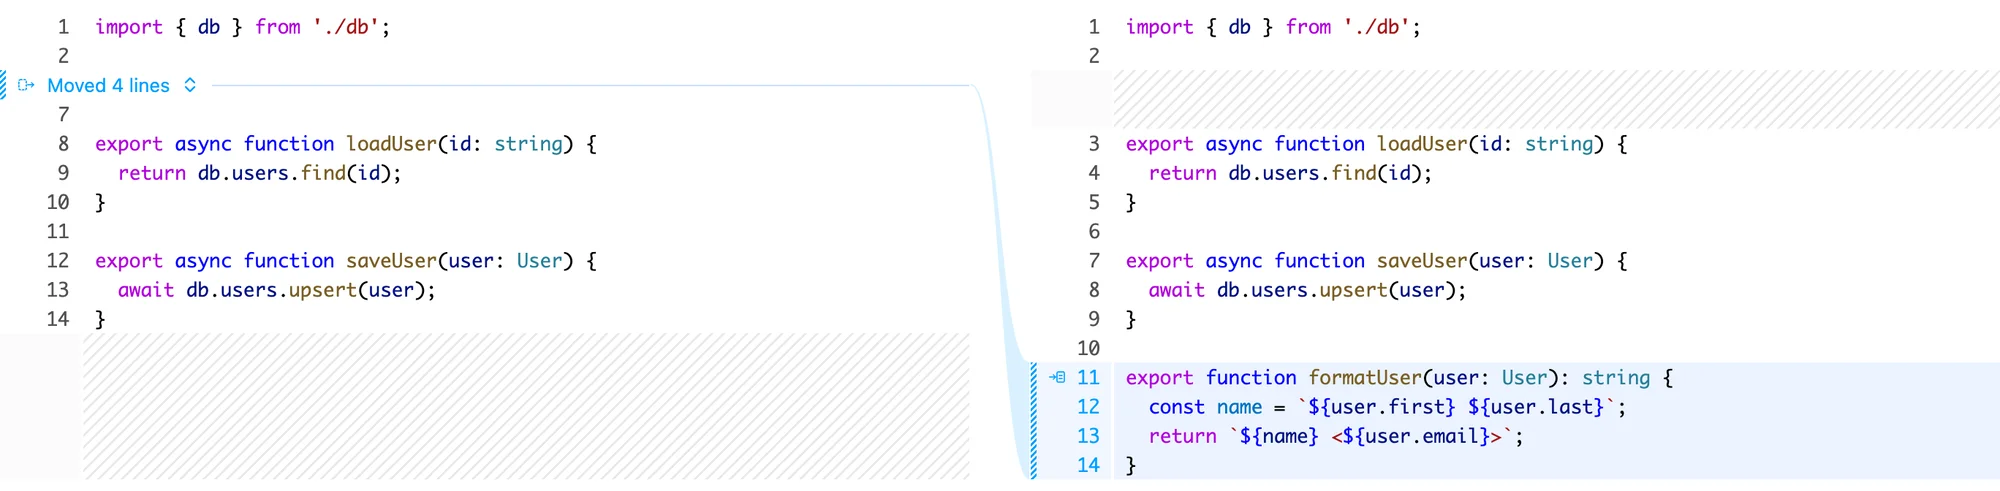 1 import { db } from './db';
2
Moved 4 lines
7
8 export async function loadUser(id: string) {
9 return db.users.find(id);
10 }
11
12 export async function saveUser(user: User) {
13 await db.users.upsert(user);
14 }
1 import { db } from './db';
2
3 export async function loadUser(id: string) {
4 return db.users.find(id);
5 }
6
7 export async function saveUser(user: User) {
8 await db.users.upsert(user);
9 }
10
11 export function formatUser(user: User): string {
12 const name = `${user.first} ${user.last}`;
13 return `${name} <${user.email}>`;
14 }